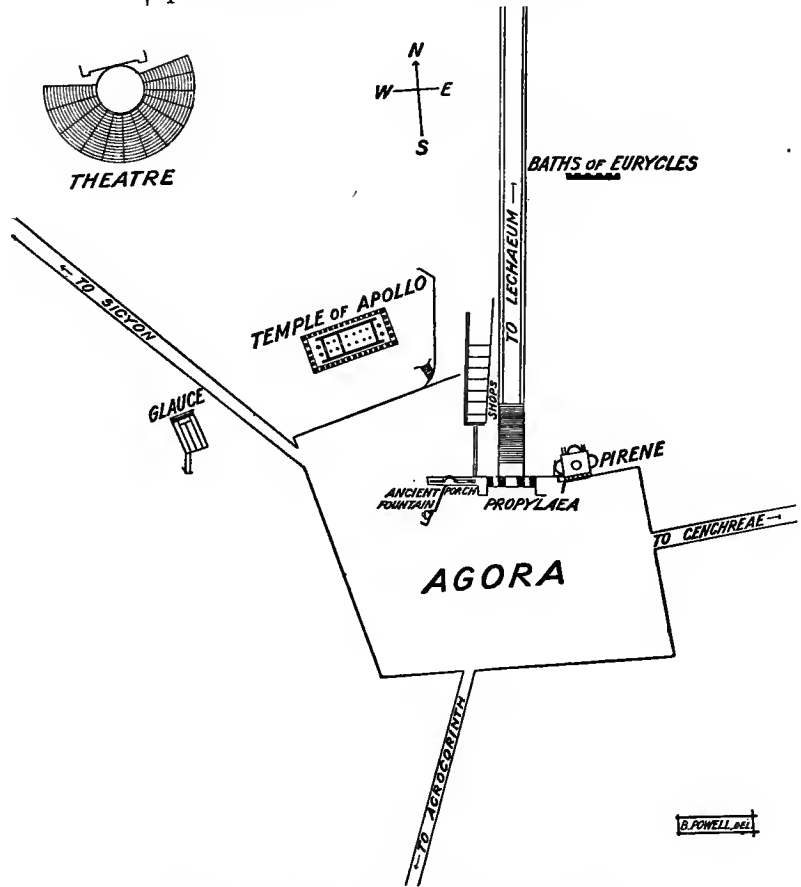 N
W
E
S
THEATRE
BATHS OF EURYCLES
← TO SICYON
TO LECHAEUM →
TEMPLE OF APOLLO
GLAUCE
SHOPS
PIRENE
ANCIENT
FOUNTAIN
PORCH
PROPYLAEA
TO CENCHREAE →
AGORA
← TO ACROCORINTH
B. POWELL, DEL.